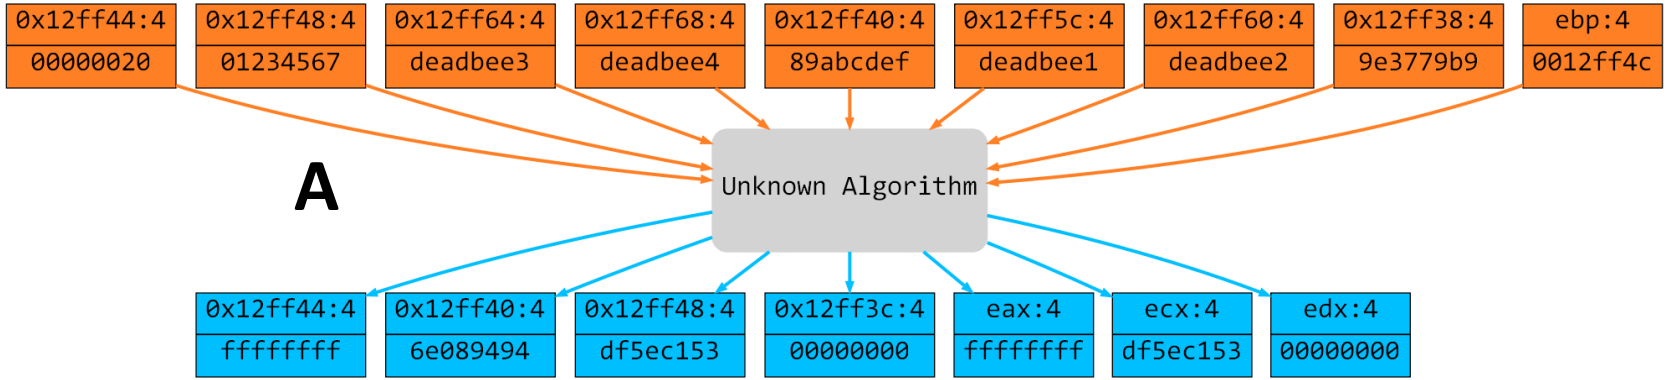 0x12ff44:4 0x12ff48:4 0x12ff64:4 0x12ff68:4 0x12ff40:4 0x12ff5c:4 0x12ff60:4 0x12ff38:4 ebp:4
00000020 01234567 deadbee3 deadbee4 89abcdef deadbee1 deadbee2 9e3779b9 0012ff4c
A
Unknown Algorithm
0x12ff44:4 0x12ff40:4 0x12ff48:4 0x12ff3c:4 eax:4 ecx:4 edx:4
ffffffff 6e089494 df5ec153 00000000 ffffffff df5ec153 00000000